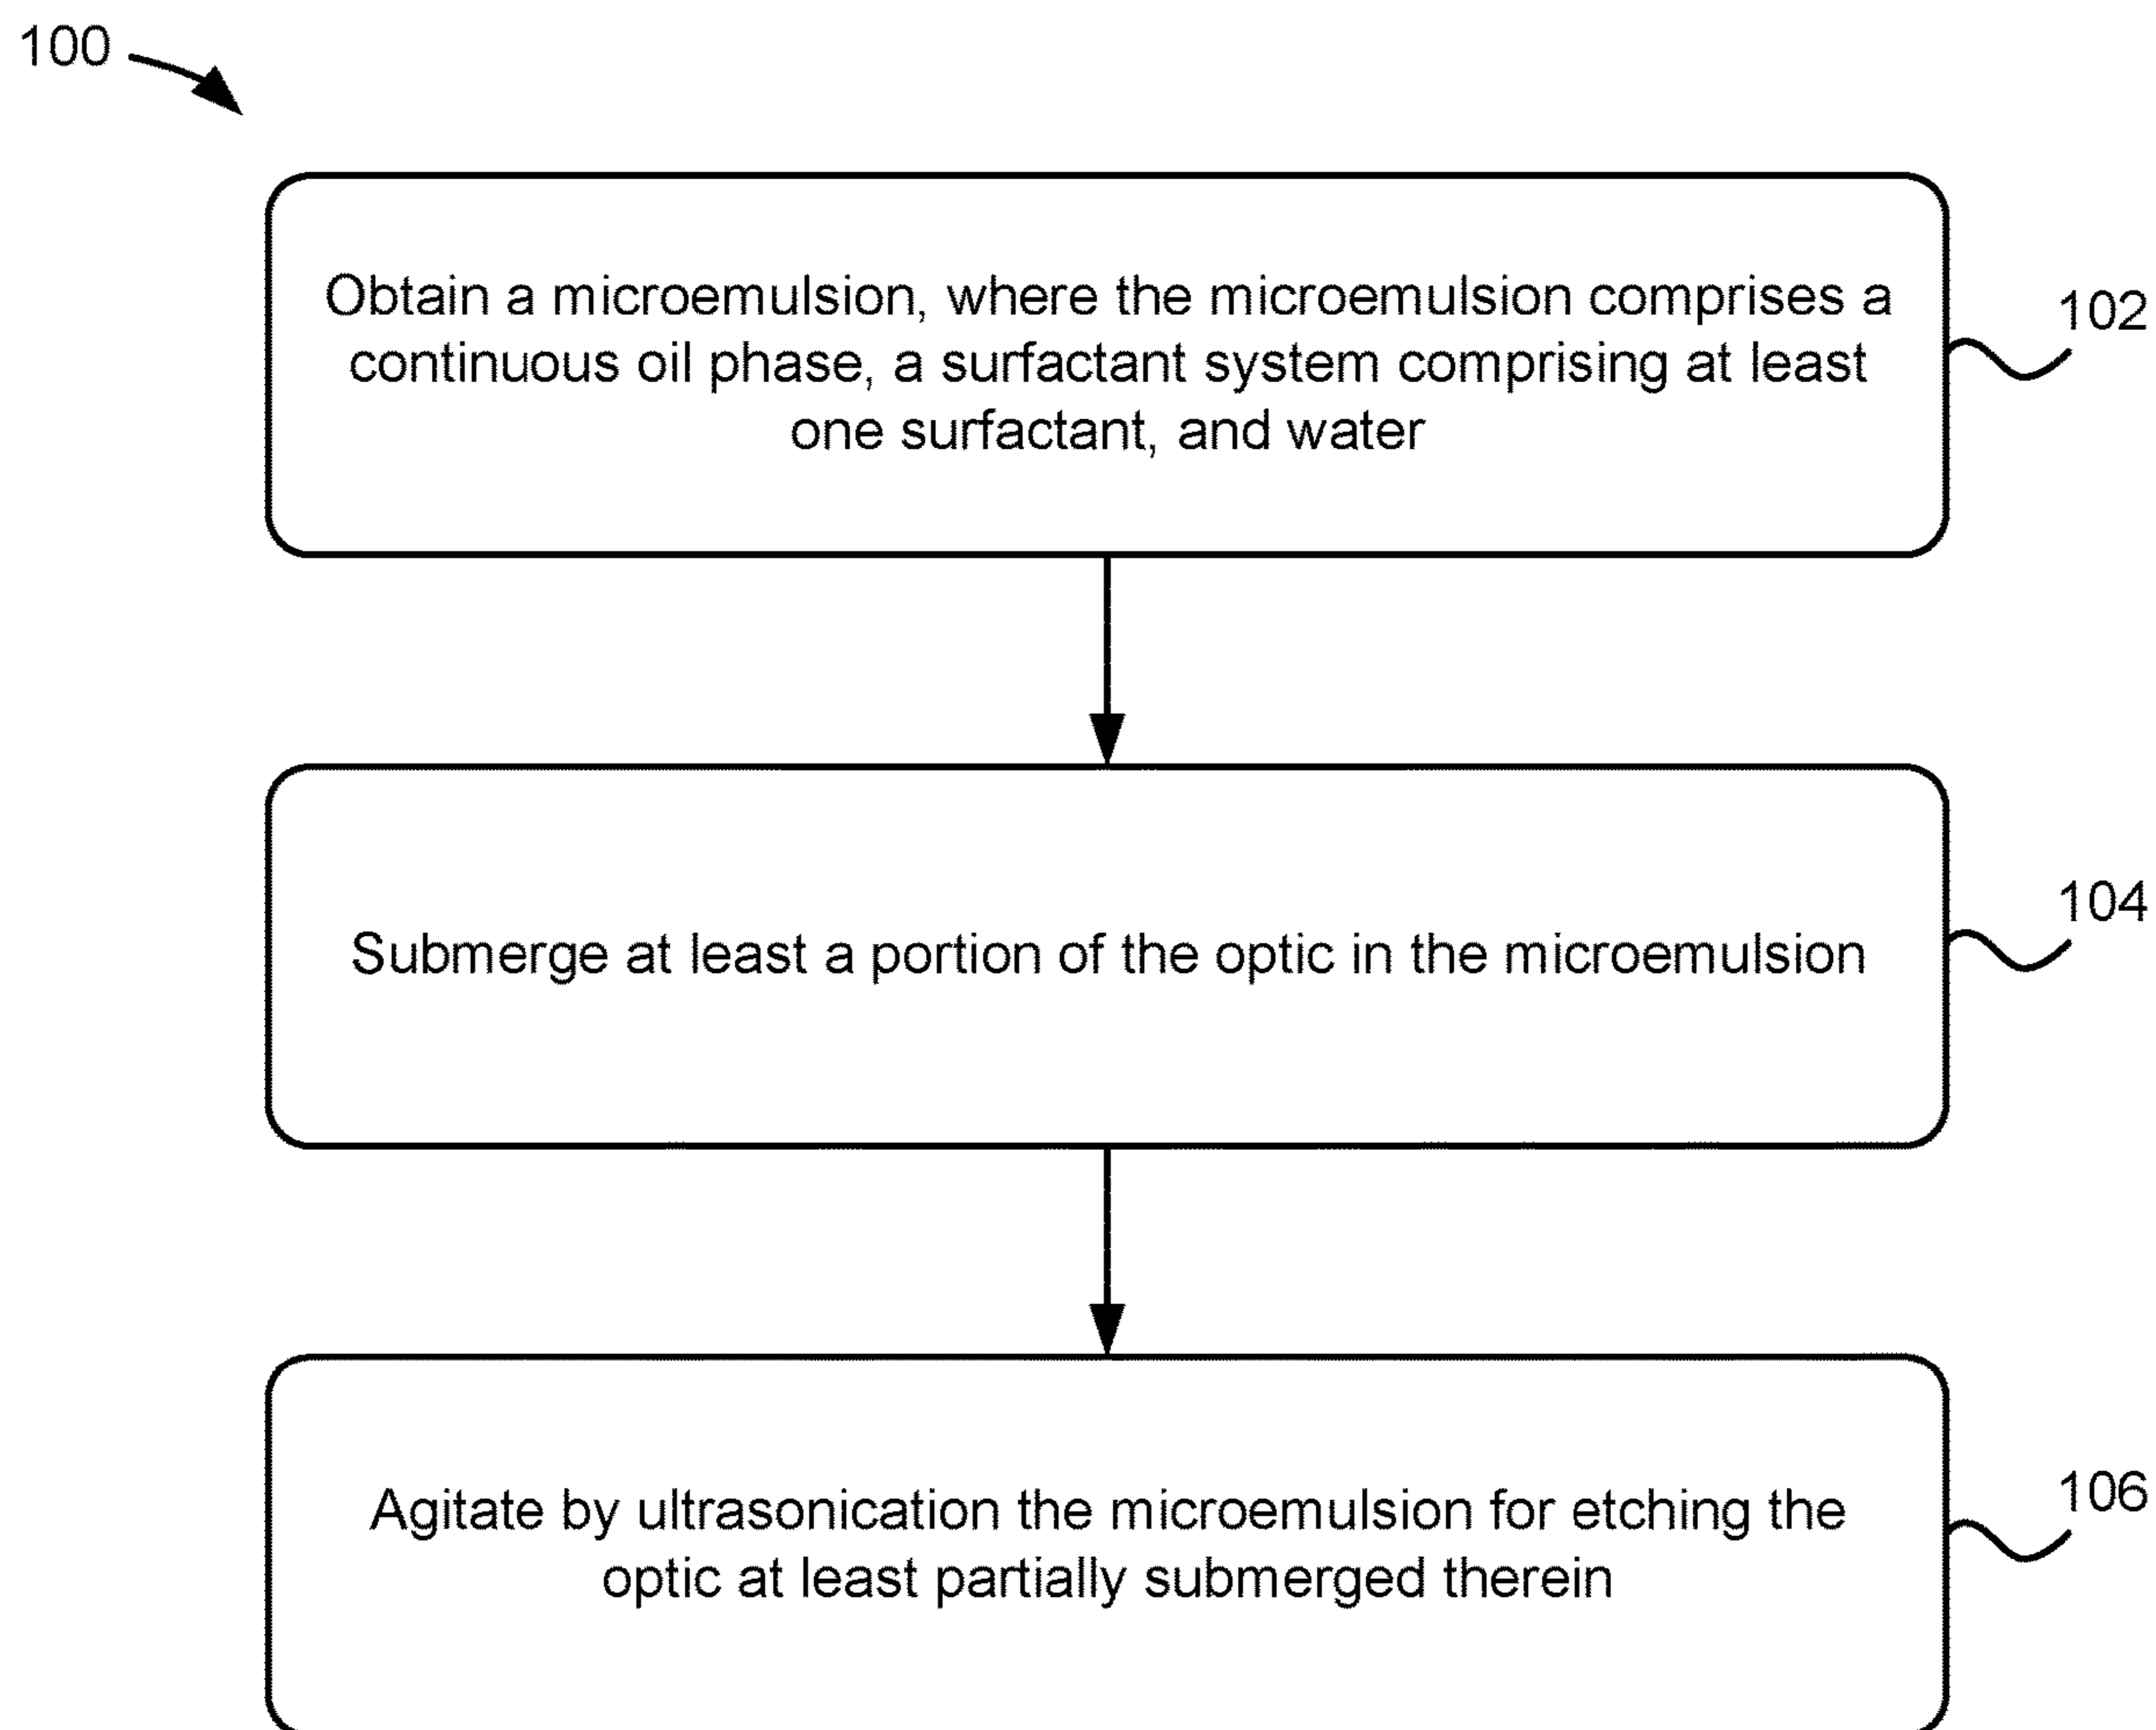 100
Obtain a microemulsion, where the microemulsion comprises a
continuous oil phase, a surfactant system comprising at least
one surfactant, and water
102
Submerge at least a portion of the optic in the microemulsion
104
Agitate by ultrasonication the microemulsion for etching the
optic at least partially submerged therein
106